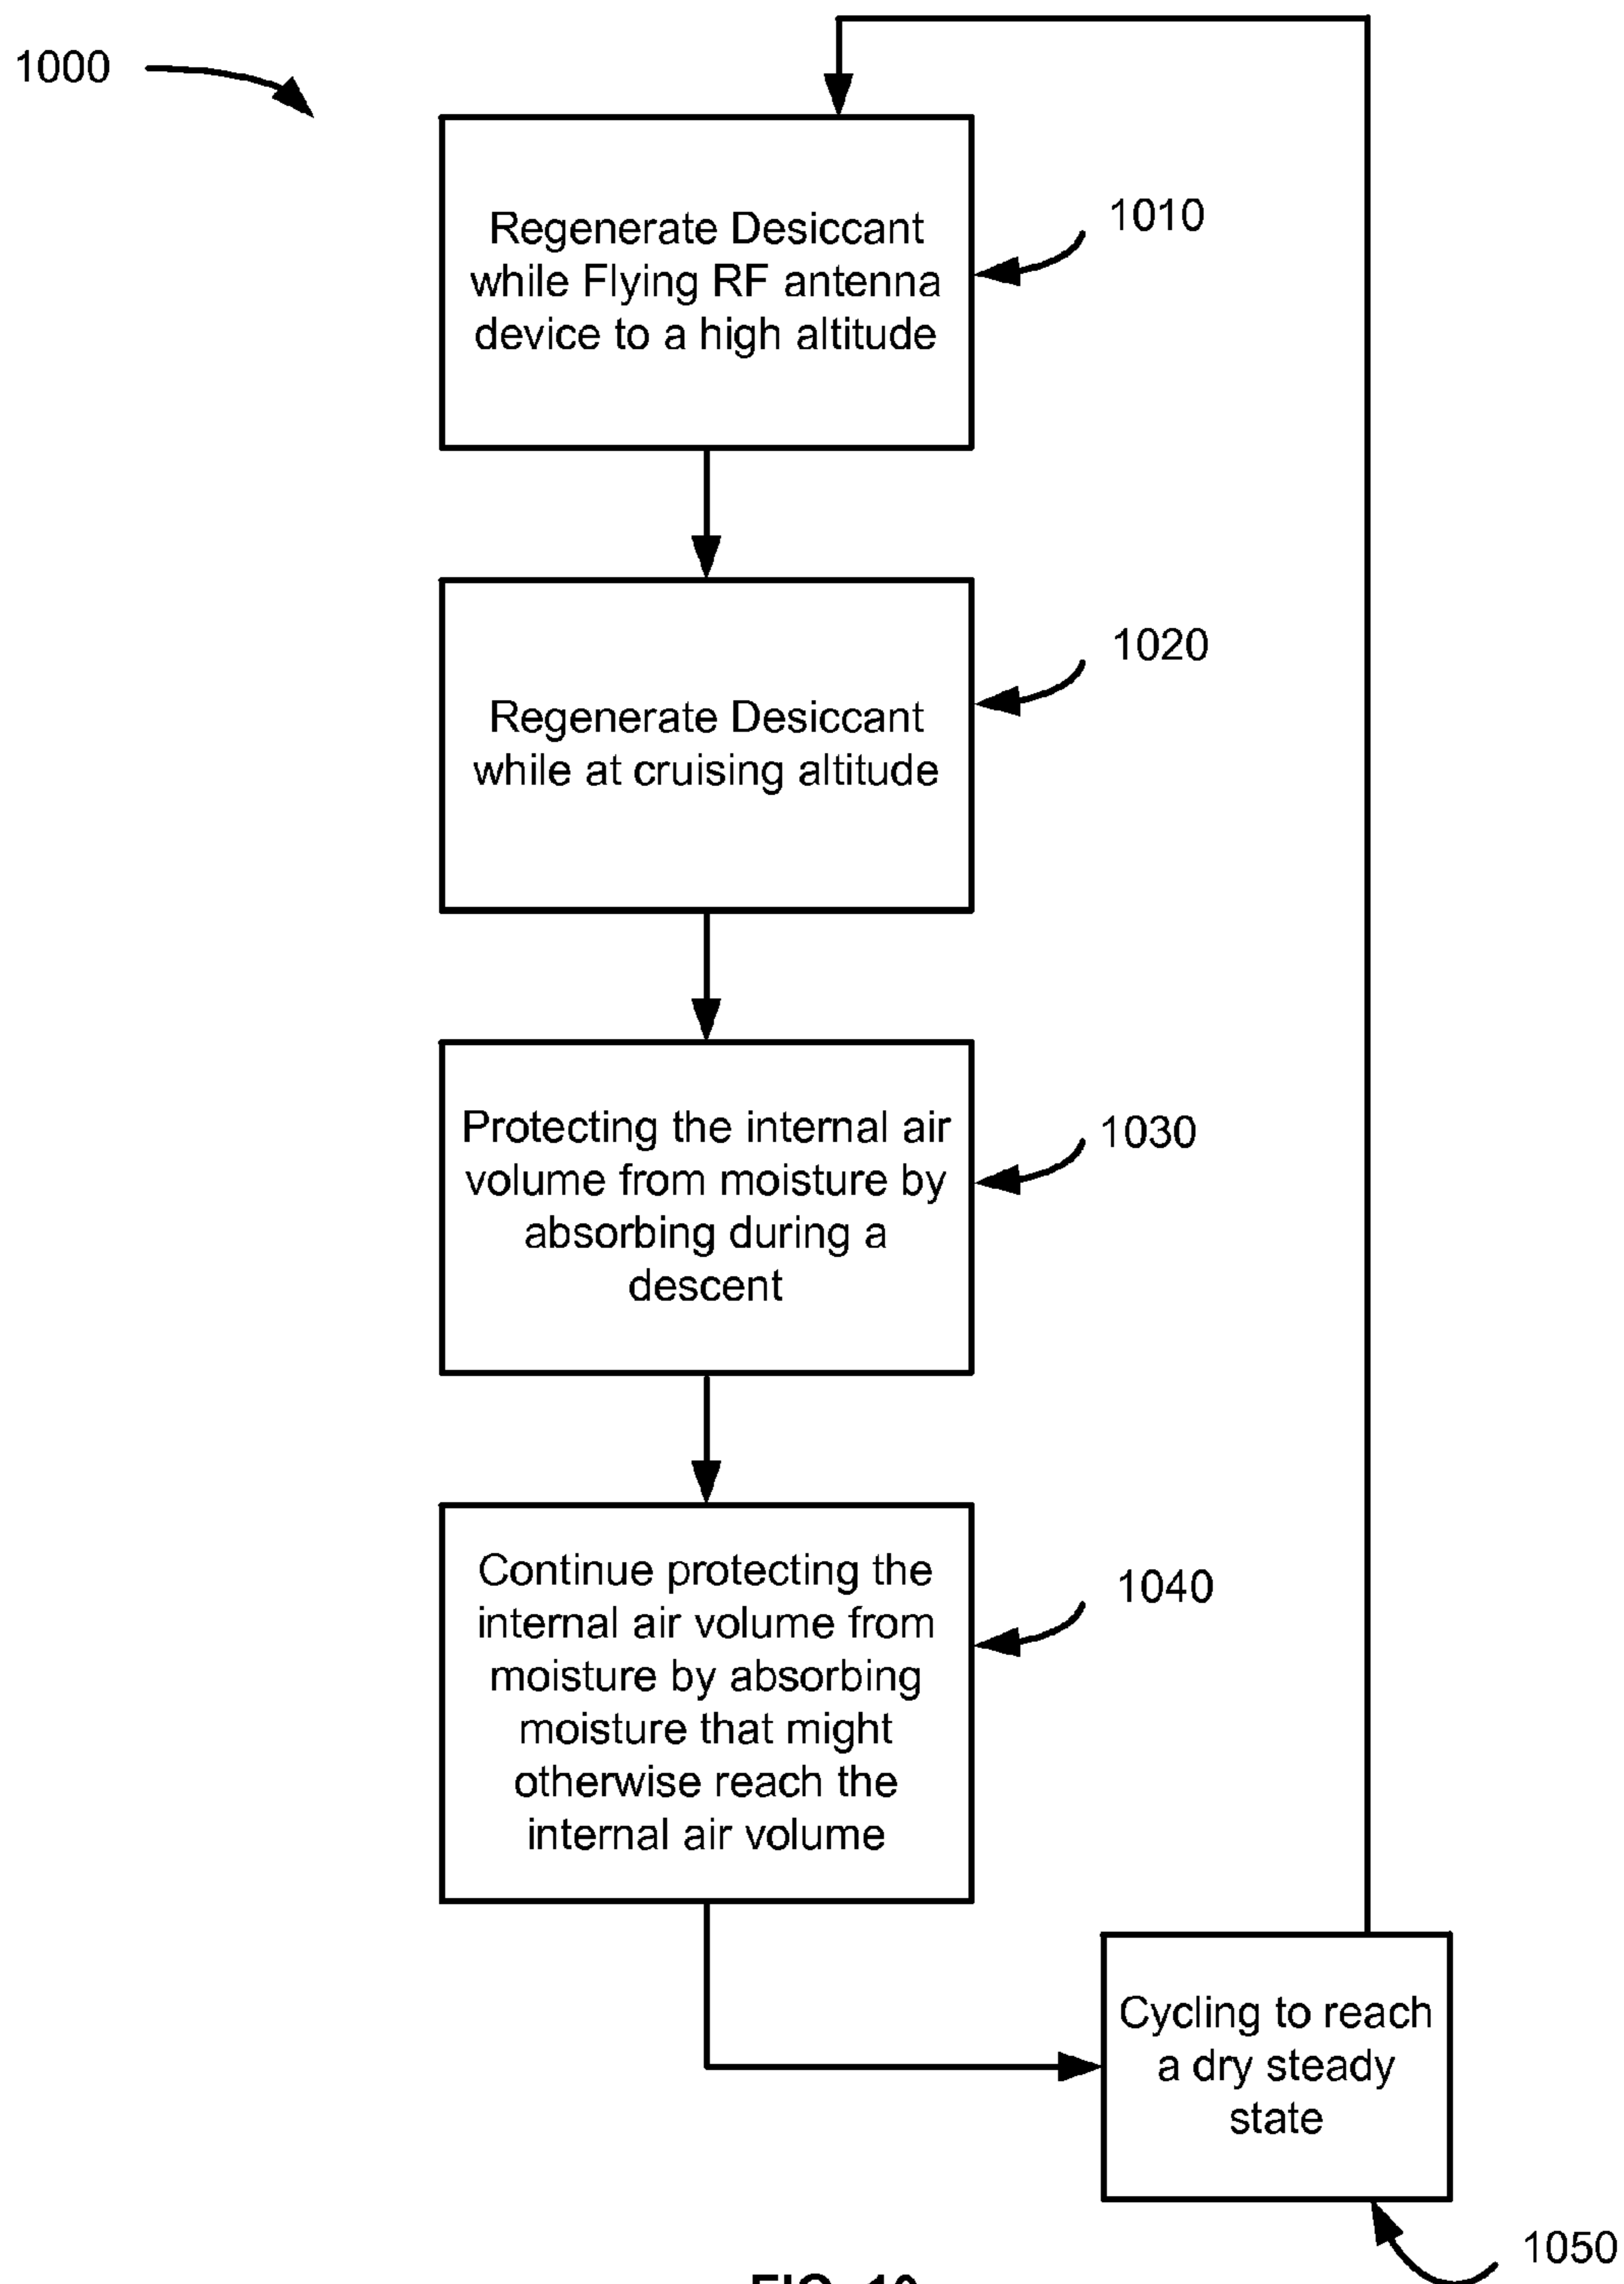 1000
Regenerate Desiccant
while Flying RF antenna
device to a high altitude
1010
Regenerate Desiccant
while at cruising altitude
1020
Protecting the internal air
volume from moisture by
absorbing during a
descent
1030
Continue protecting the
internal air volume from
moisture by absorbing
moisture that might
otherwise reach the
internal air volume
1040
Cycling to reach
a dry steady
state
1050
FIG. 10